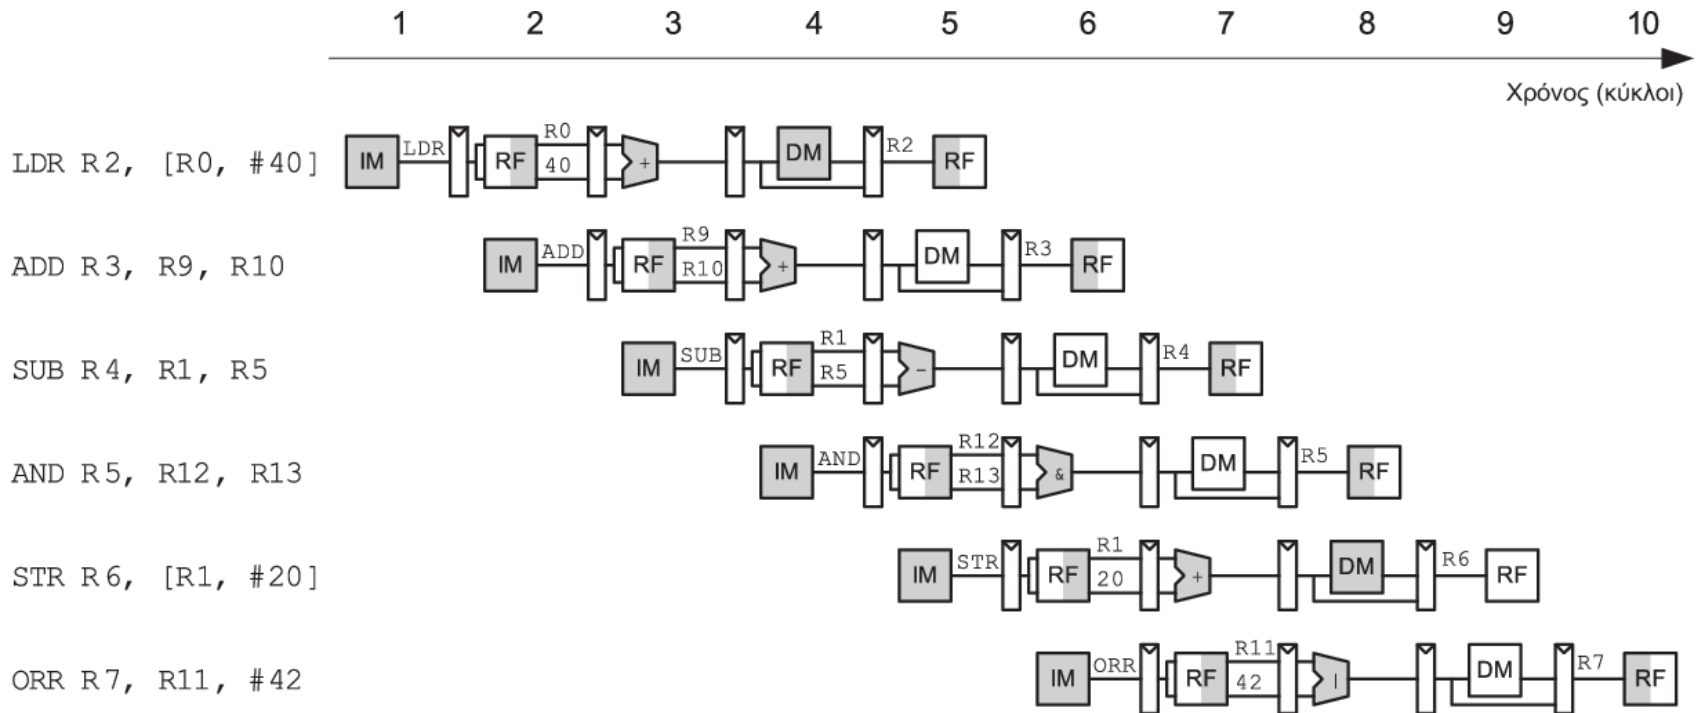 1 2 3 4 5 6 7 8 9 10
Χρόνος (κύκλοι)
LDR R2, [R0, #40] IM LDR RF R0 40 + DM R2 RF
ADD R3, R9, R10 IM ADD RF R9 R10 + DM R3 RF
SUB R4, R1, R5 IM SUB RF R1 R5 - DM R4 RF
AND R5, R12, R13 IM AND RF R12 R13 & DM R5 RF
STR R6, [R1, #20] IM STR RF R1 20 + DM R6 RF
ORR R7, R11, #42 IM ORR RF R11 42 | DM R7 RF